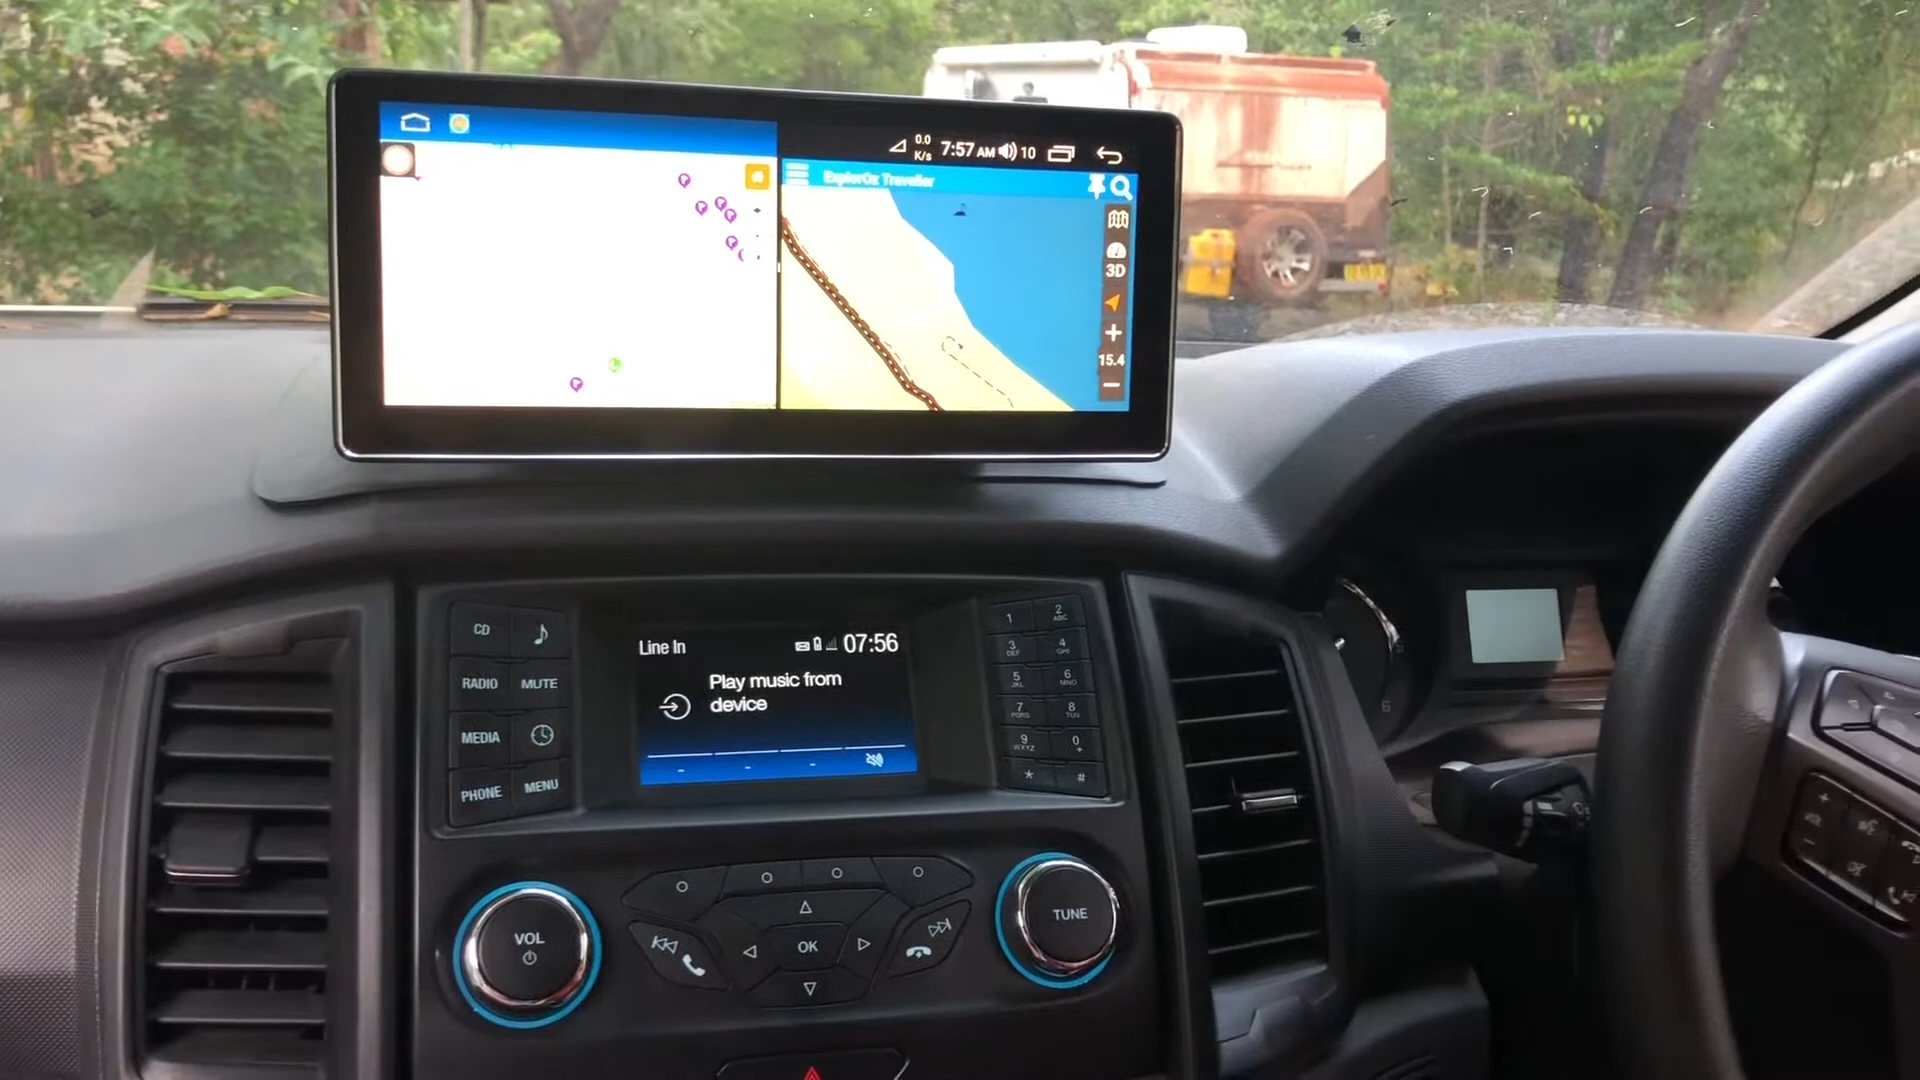 0.0
K/s
7:57 AM
10
ExplorOz Traveller
3D
15.4
Line In
07:56
Play music from
device
CD
RADIO
MUTE
MEDIA
PHONE
MENU
1
2
ABC
3
DEF
4
GHI
5
JKL
6
MNO
7
PQRS
8
TUV
9
WXYZ
0
+
*
#
VOL
OK
TUNE
6
+